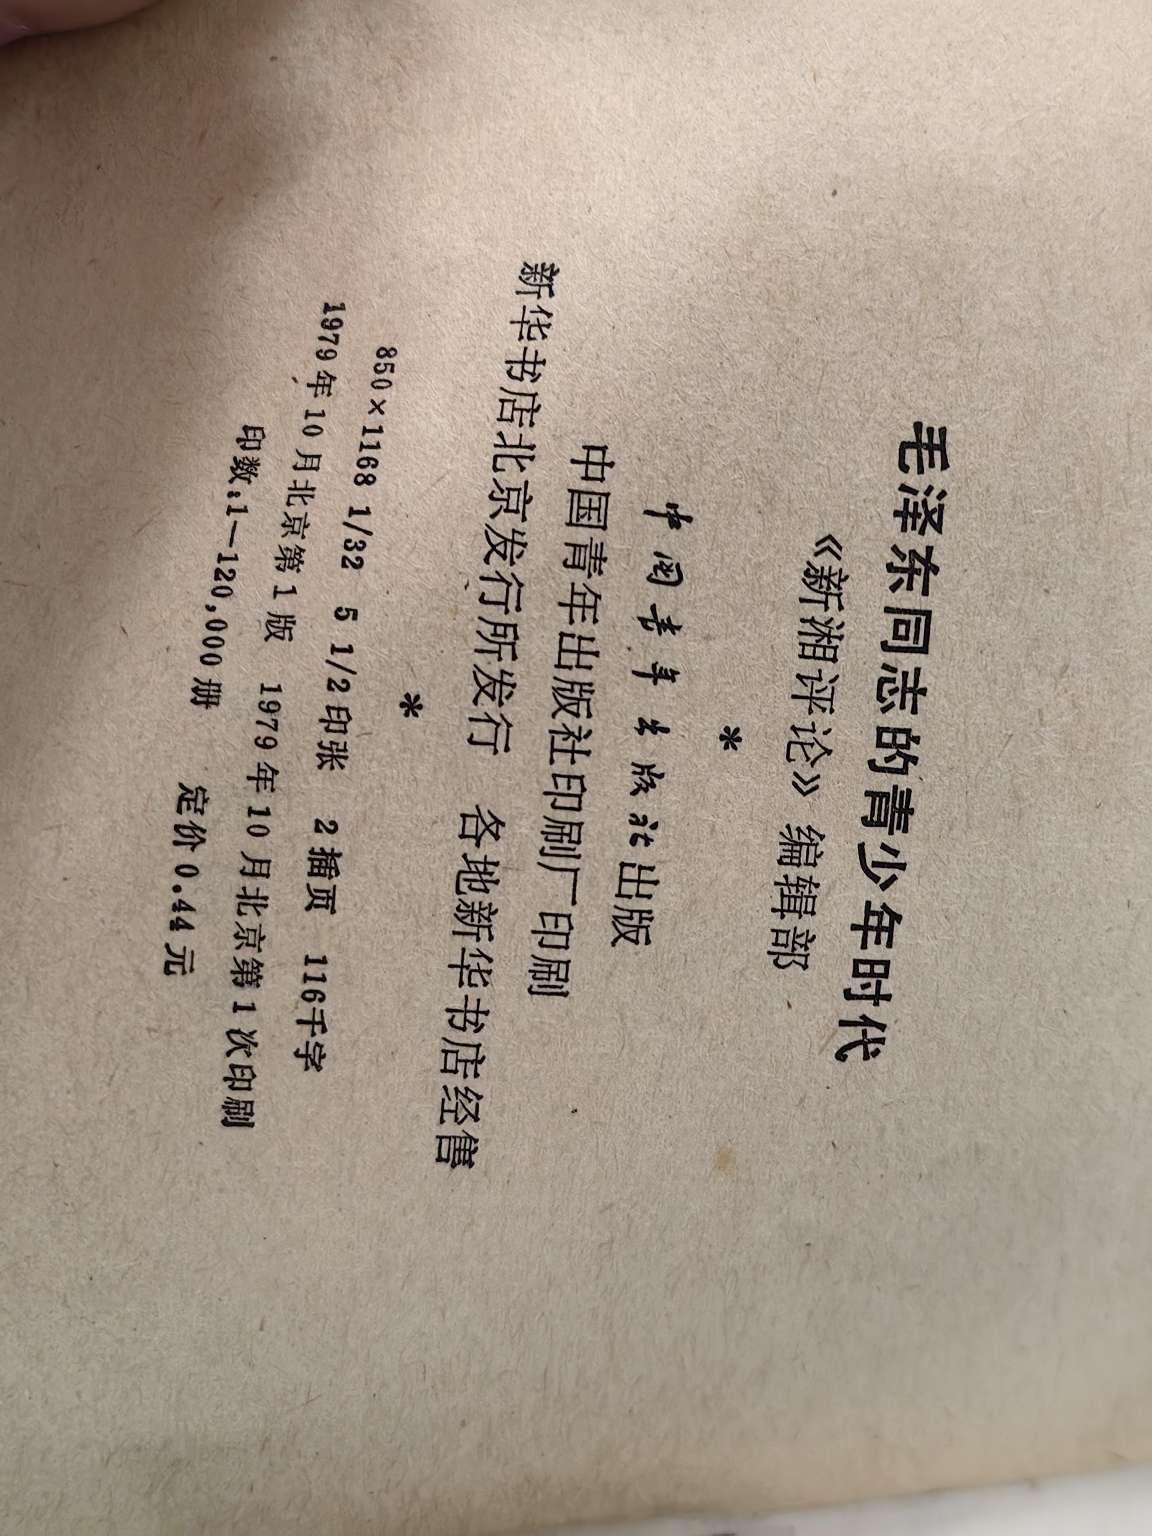 毛泽东同志的青少年时代
《新湘评论》编辑部
*
中国青年出版社出版
中国青年出版社印刷厂印刷
新华书店北京发行所发行 各地新华书店经售
*
850×1168 1/32 5 1/2印张 2插页 116千字
1979年10月北京第1版 1979年10月北京第1次印刷
印数:1—120,000册 定价0.44元